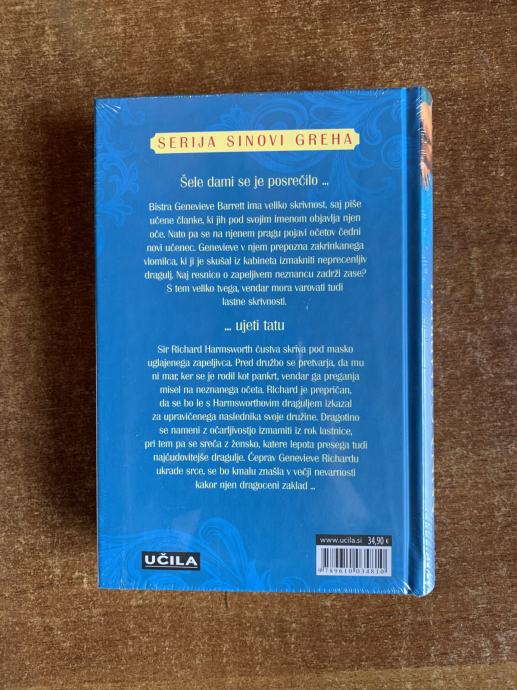 SERIJA SINOVI GREHA
Šele dami se je posrečilo ...
Bistra Genevieve Barrett ima veliko skrivnost, saj piše
učene članke, ki jih pod svojim imenom objavlja njen
oče. Nato pa se na njenem pragu pojavi očetov čedni
novi učenec. Genevieve v njem prepozna zakrinkanega
vlomilca, ki ji je skušal iz kabineta izmakniti neprecenljiv
dragulj. Naj resnico o zapeljivem neznancu zadrži zase?
S tem veliko tvega, vendar mora varovati tudi
lastne skrivnosti.
... ujeti tatu
Sir Richard Harmsworth čustva skriva pod masko
uglajenega zapeljivca. Pred družbo se pretvarja, da mu
ni mar, ker se je rodil kot pankrt, vendar ga preganja
misel na neznanega očeta. Richard je prepričan,
da se bo le s Harmsworthovim draguljem izkazal
za upravičenega naslednika svoje družine. Dragotino
se nameni z očarljivostjo izmamiti iz rok lastnice,
pri tem pa se sreča z žensko, katere lepota presega tudi
najčudovitejše dragulje. Čeprav Genevieve Richardu
ukrade srce, se bo kmalu znašla v večji nevarnosti
kakor njen dragoceni zaklad ...
www.ucila.si 34,90 €
UČILA
9 789610 034810